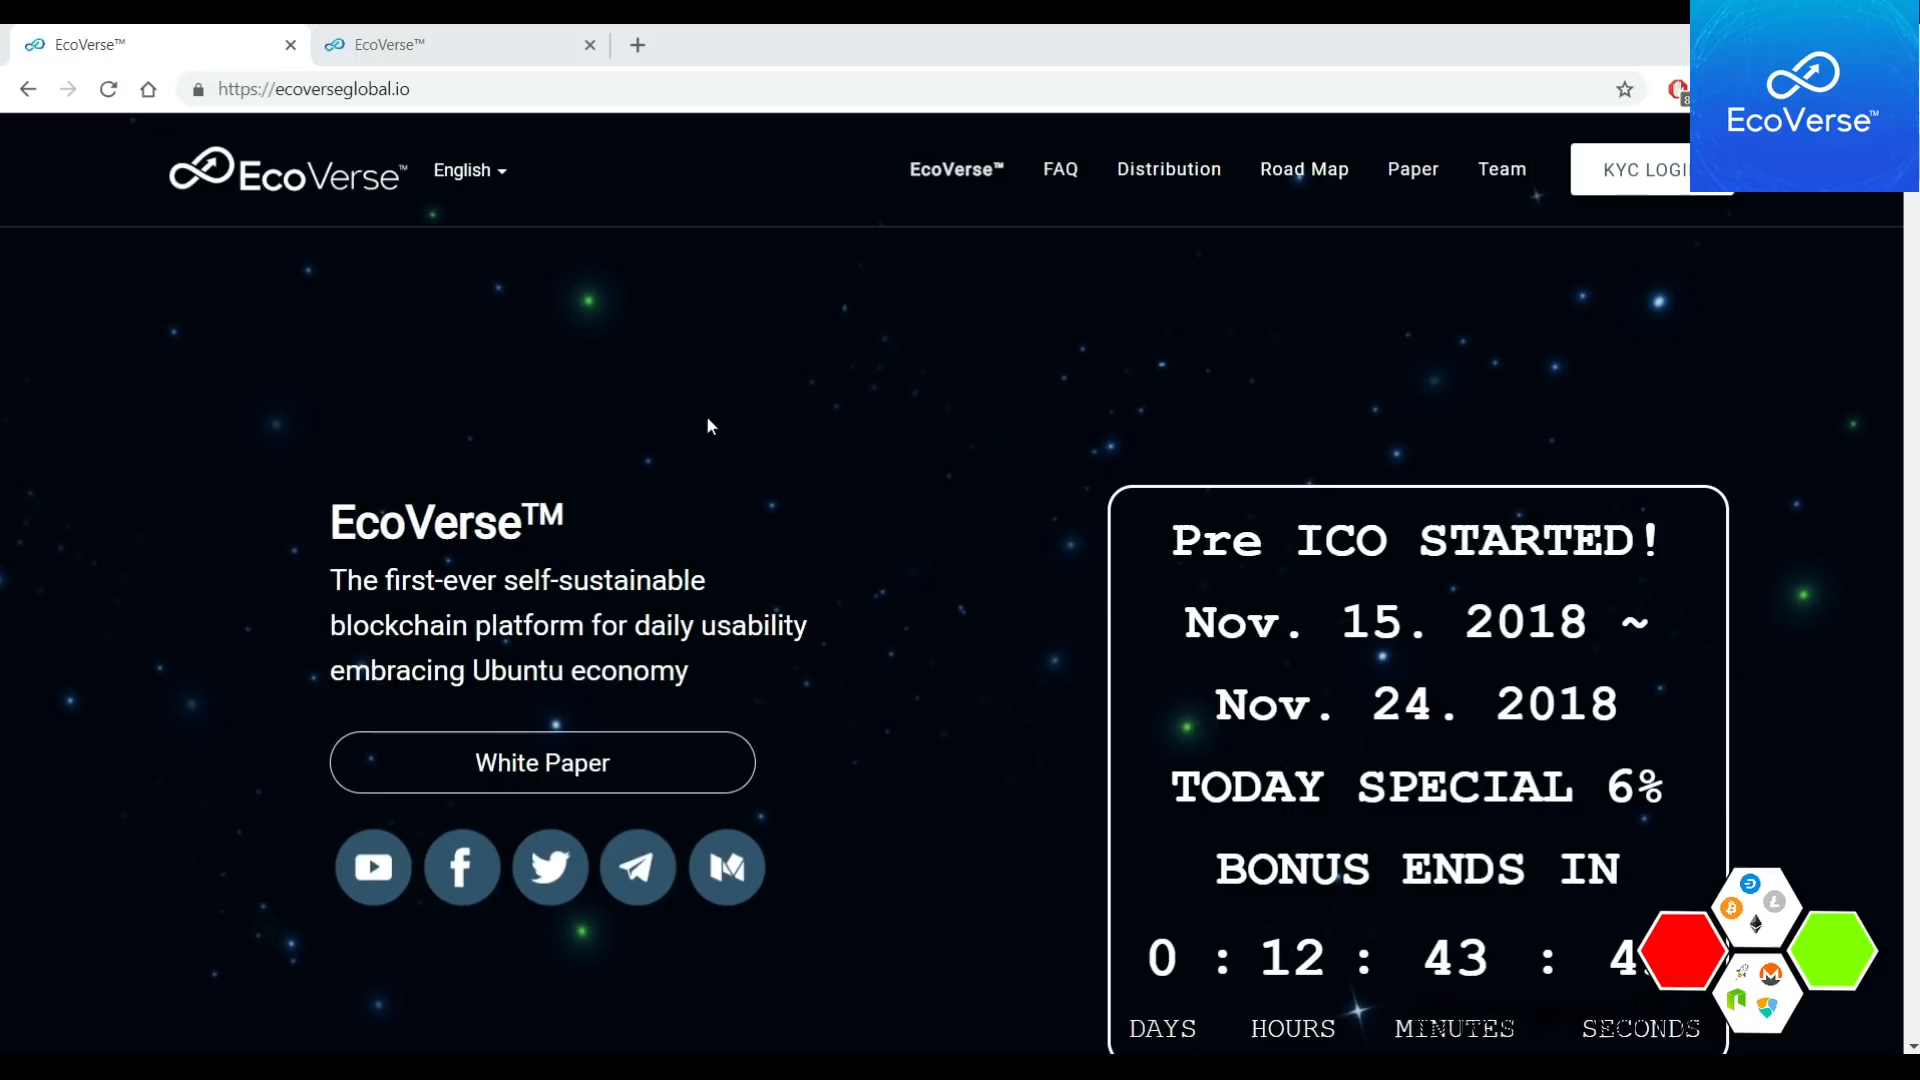 EcoVerse™
EcoVerse™
https://ecoverseglobal.io
EcoVerse™
EcoVerse™
English
EcoVerse™
FAQ
Distribution
Road Map
Paper
Team
KYC
EcoVerse™
The first-ever self-sustainable
blockchain platform for daily usability
embracing Ubuntu economy
White Paper
Pre ICO STARTED!
Nov. 15. 2018 ~
Nov. 24. 2018
TODAY SPECIAL 6%
BONUS ENDS IN
0 : 12 : 43 :
DAYS HOURS MINUTES SECONDS